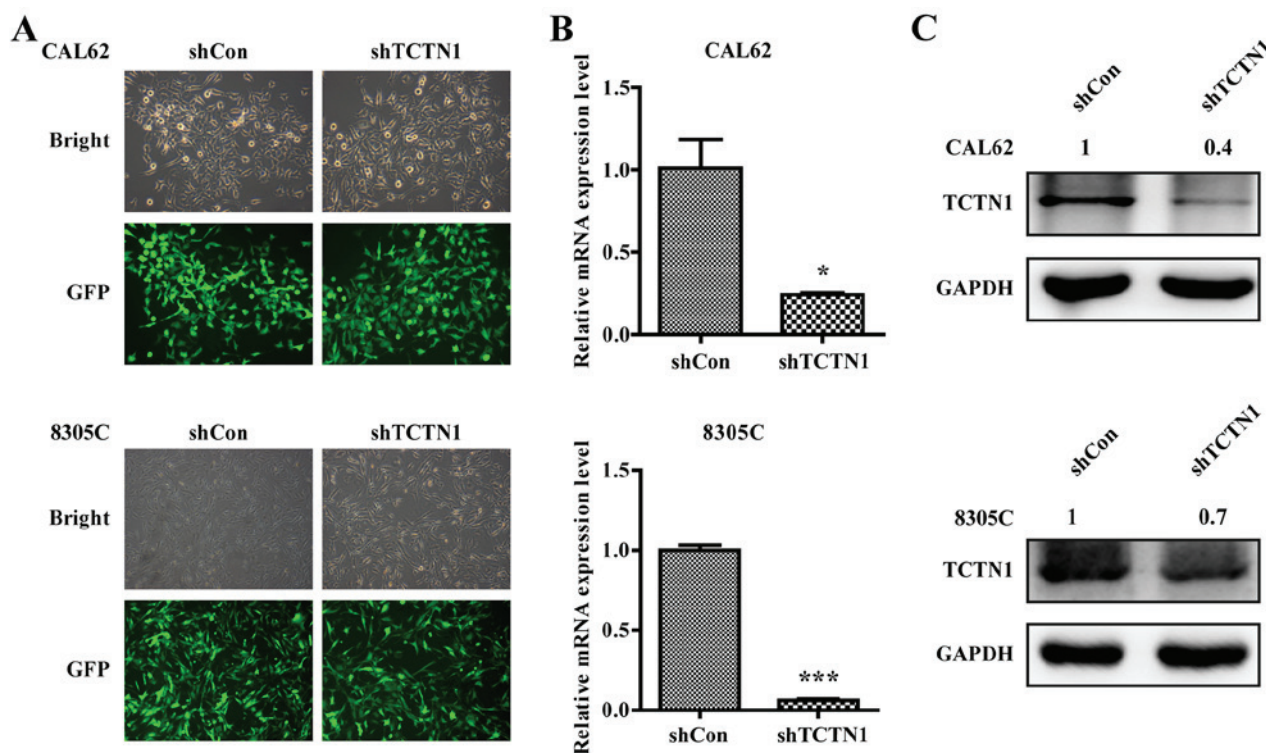 A
CAL62
shCon
shTCTN1
Bright
GFP
8305C
shCon
shTCTN1
Bright
GFP
B
CAL62
Relative mRNA expression level
1.5
1.0
0.5
0.0
*
shCon
shTCTN1
8305C
Relative mRNA expression level
1.5
1.0
0.5
0.0
***
shCon
shTCTN1
C
shCon
shTCTN1
CAL62 1 0.4
TCTN1
GAPDH
shCon
shTCTN1
8305C 1 0.7
TCTN1
GAPDH